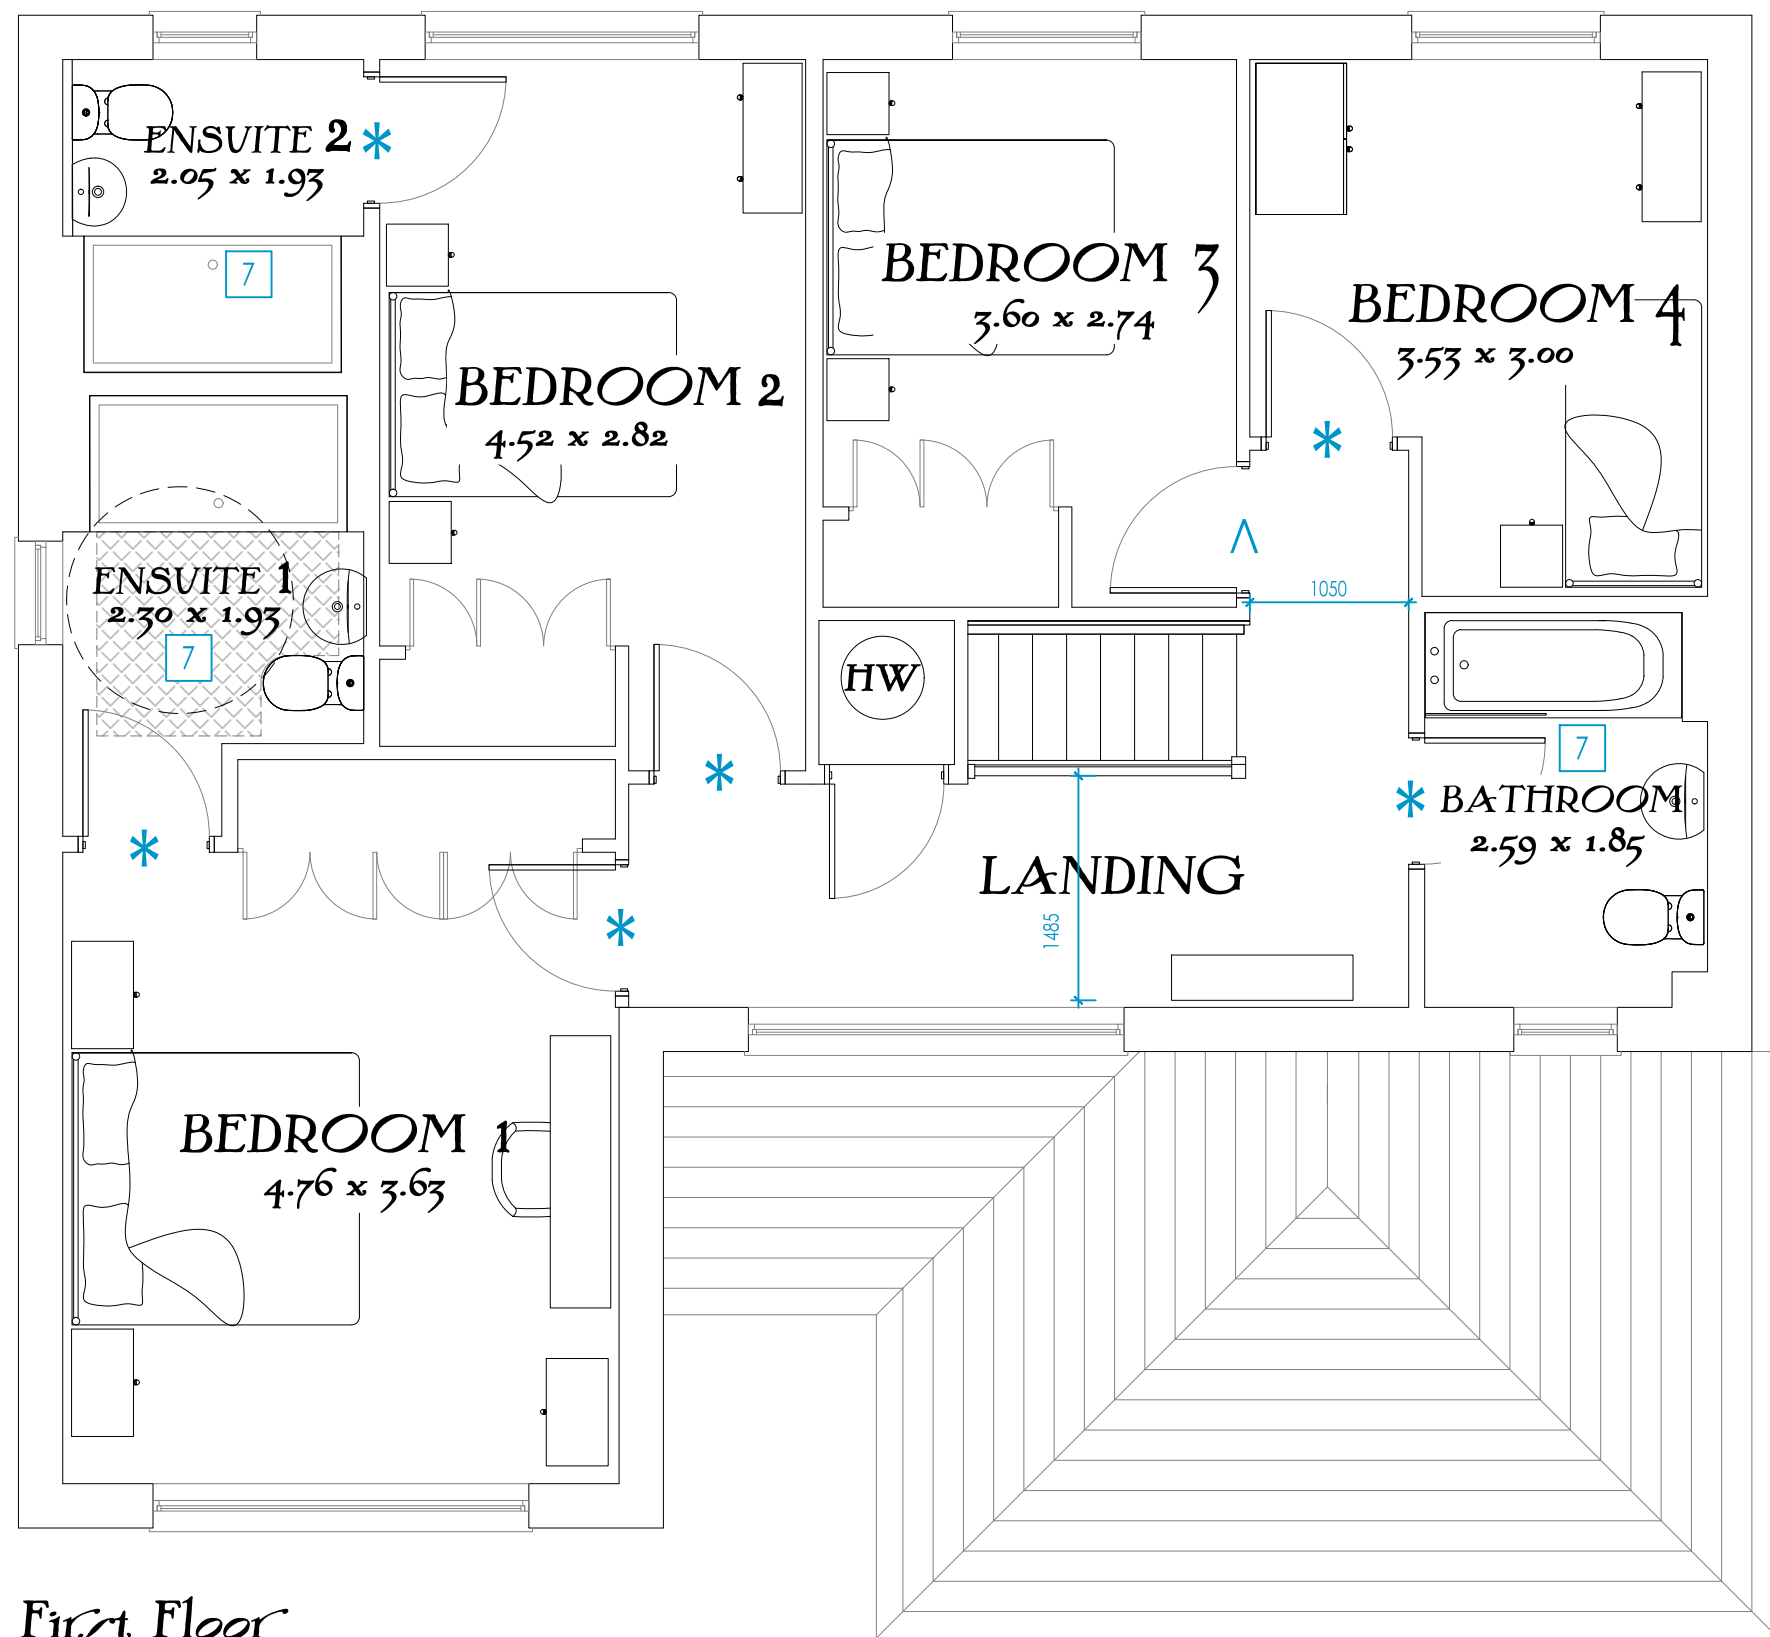 ENSUITE 2
2.05 x 1.93
7
BEDROOM 2
4.52 x 2.82
BEDROOM 3
3.60 x 2.74
BEDROOM 4
3.53 x 3.00
ENSUITE 1
2.30 x 1.93
7
1050
HW
7
BATHROOM
2.59 x 1.85
LANDING
1485
BEDROOM 1
4.76 x 3.63
First Floor